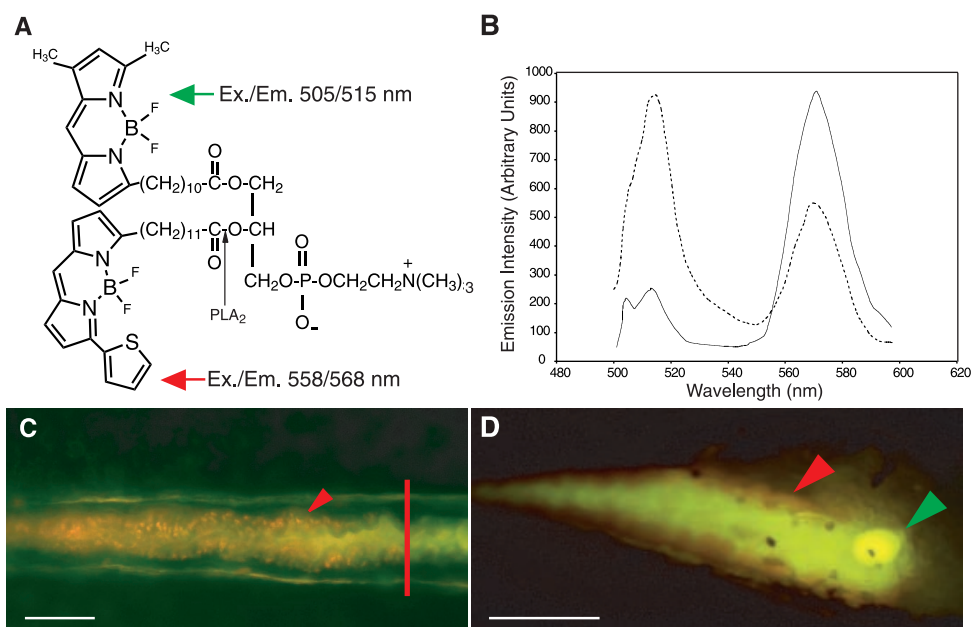 A
H₃C
CH₃
N
B
F
F
N
Ex./Em. 505/515 nm
O
(CH₂)₁₀-C-O-CH₂
(CH₂)₁₁-C-O-CH
O
N
B
F
F
N
S
O
CH₂O-P-OCH₂CH₂N(CH₃):3
+
O-
PLA₂
Ex./Em. 558/568 nm
B
Emission Intensity (Arbitrary Units)
1000
900
800
700
600
500
400
300
200
100
0
480
500
520
540
560
580
600
620
Wavelength (nm)
C
D